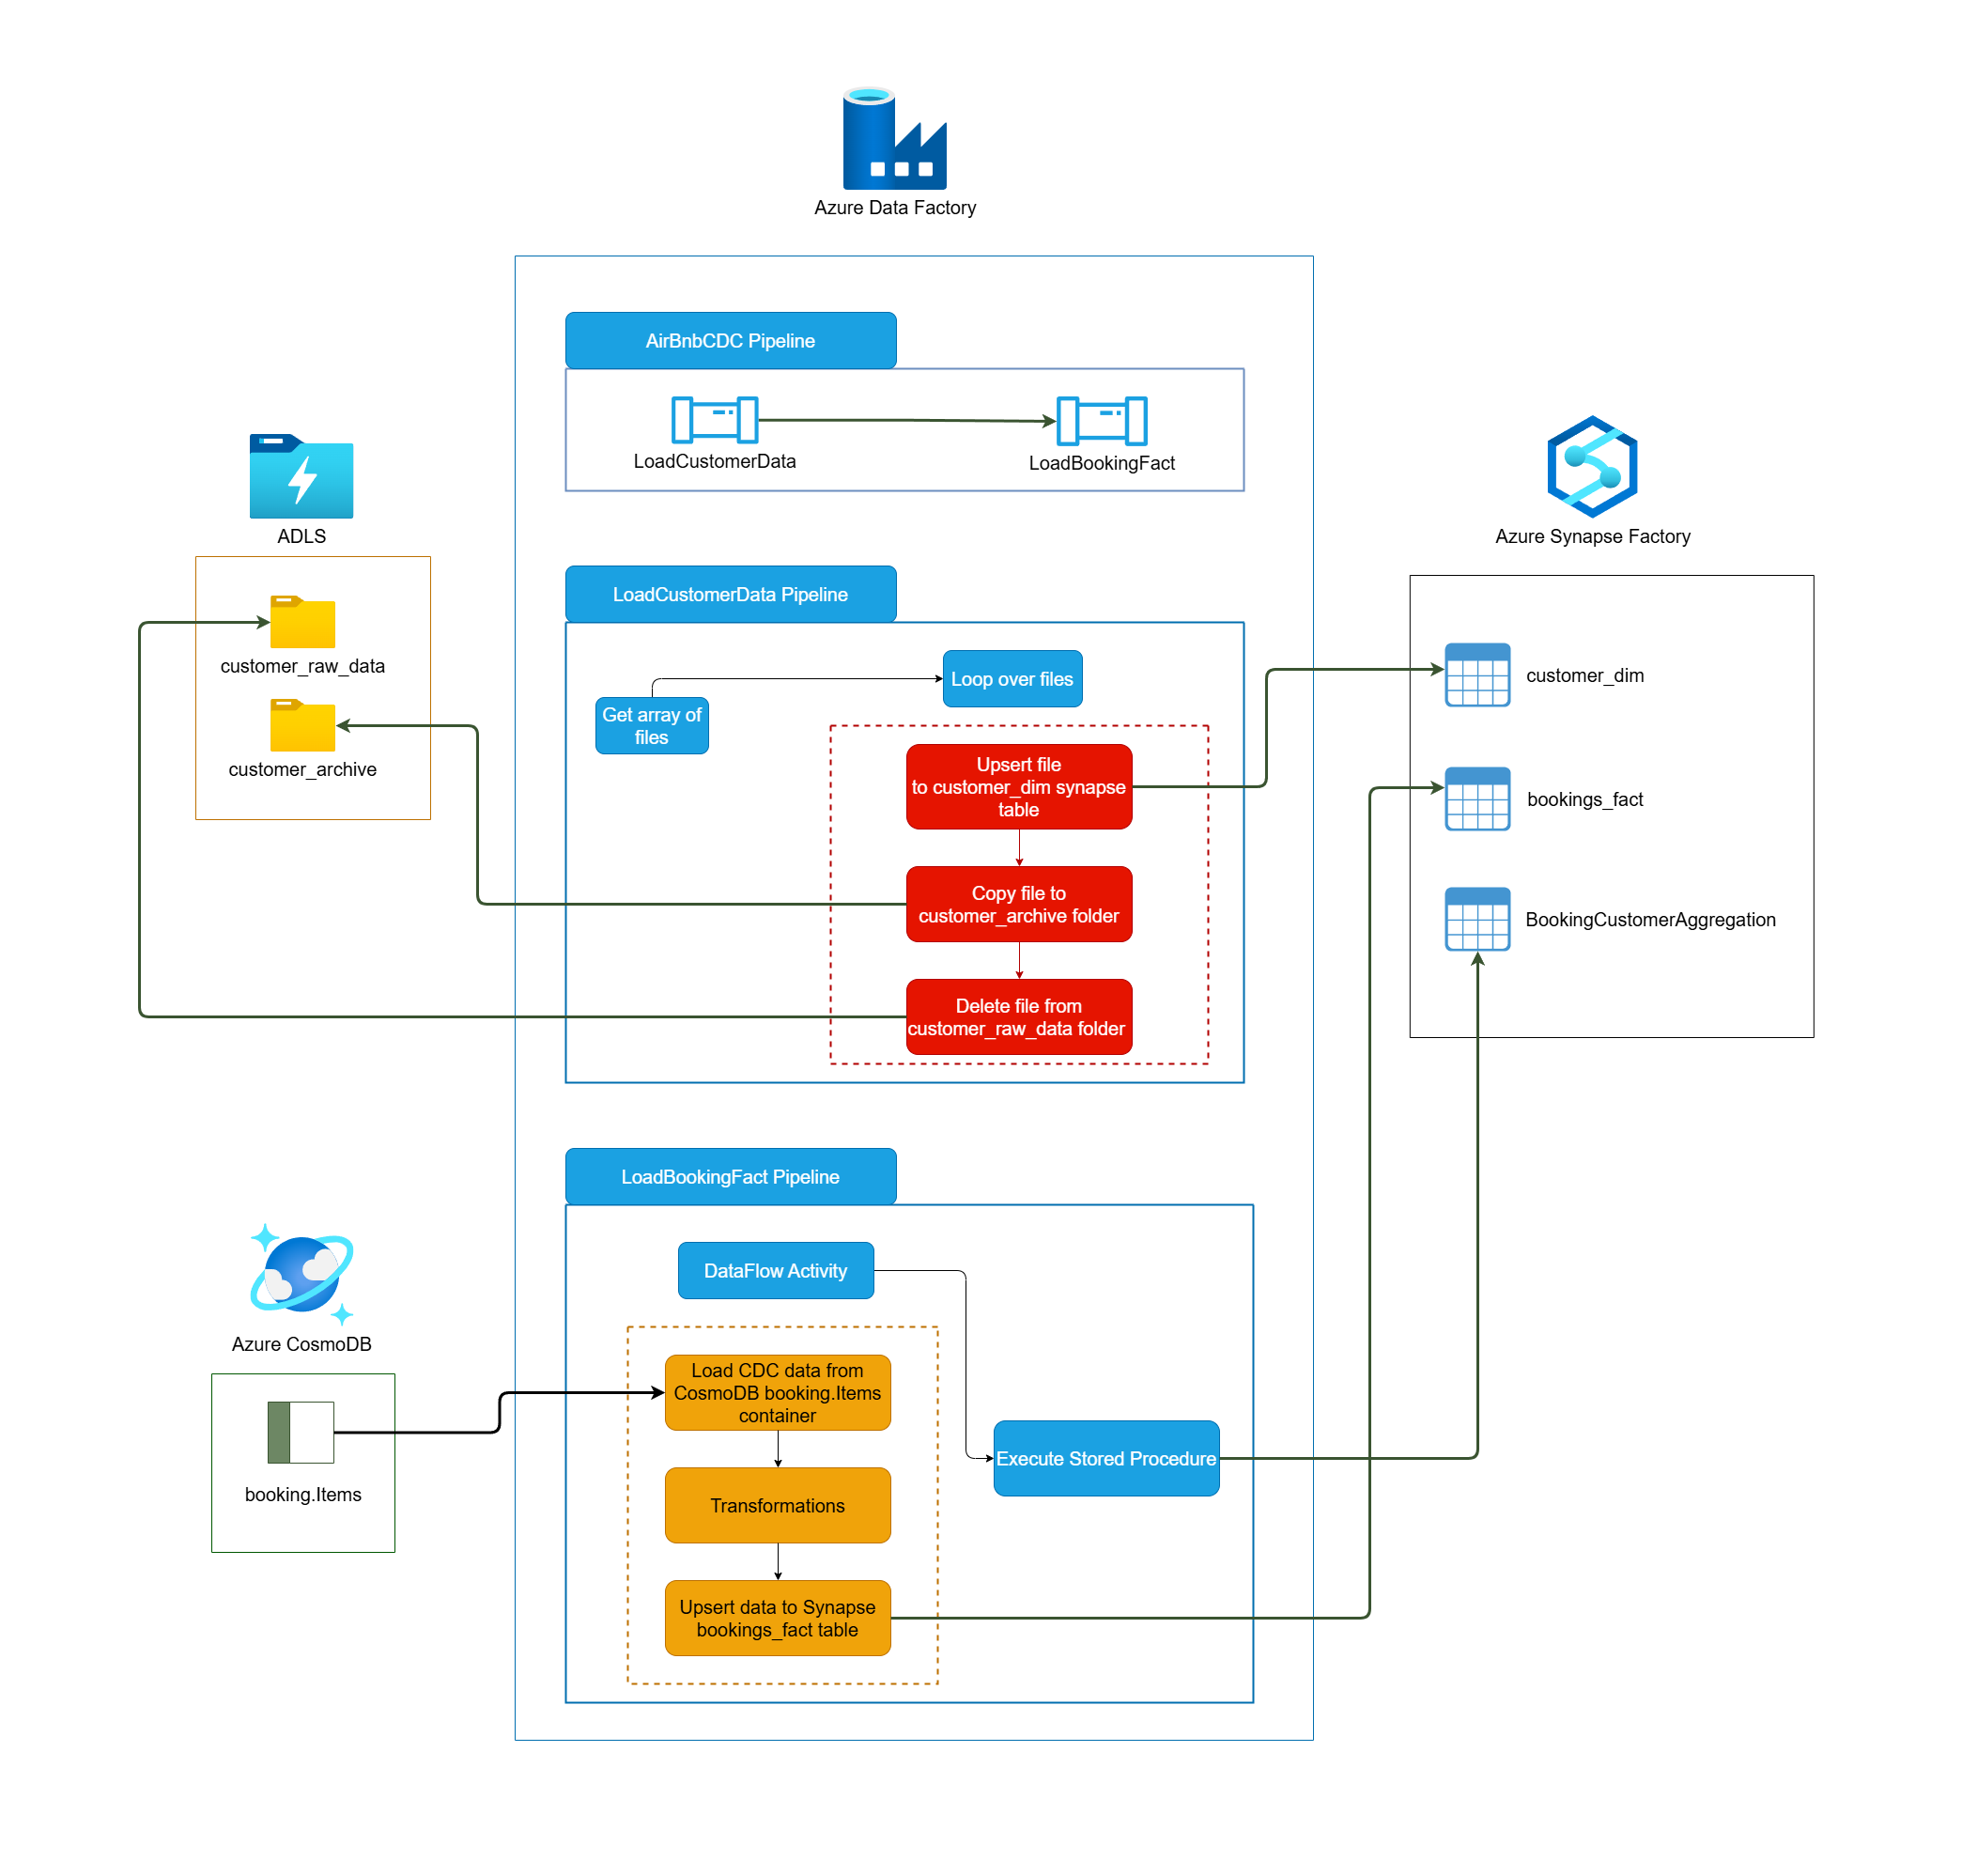 Azure Data Factory
AirBnbCDC Pipeline
LoadCustomerData
LoadBookingFact
ADLS
customer_raw_data
customer_archive
Azure Synapse Factory
customer_dim
bookings_fact
BookingCustomerAggregation
LoadCustomerData Pipeline
Get array of
files
Loop over files
Upsert file
to customer_dim synapse
table
Copy file to
customer_archive folder
Delete file from
customer_raw_data folder
LoadBookingFact Pipeline
DataFlow Activity
Azure CosmoDB
booking.Items
Load CDC data from
CosmoDB booking.Items
container
Transformations
Upsert data to Synapse
bookings_fact table
Execute Stored Procedure